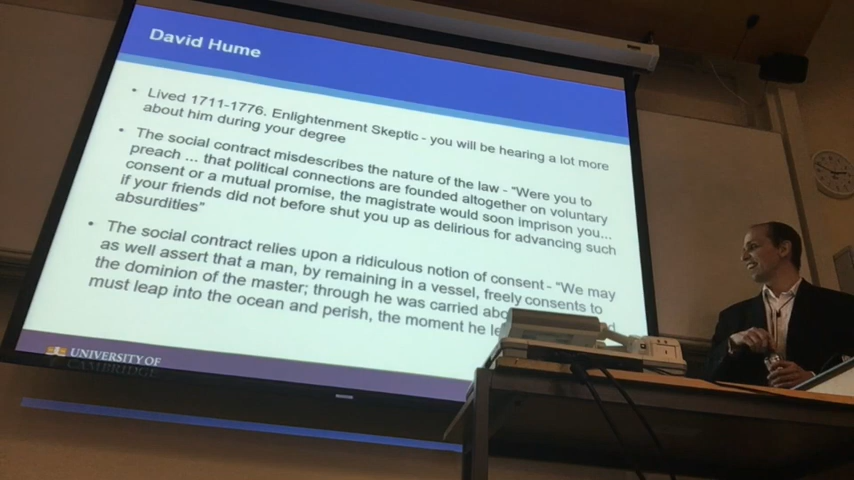 David Hume
• Lived 1711-1776. Enlightenment Skeptic - you will be hearing a lot more
about him during your degree
• The social contract misdescribes the nature of the law - "Were you to
preach ... that political connections are founded altogether on voluntary
consent or a mutual promise, the magistrate would soon imprison you...
if your friends did not before shut you up as delirious for advancing such
absurdities"
• The social contract relies upon a ridiculous notion of consent - "We may
as well assert that a man, by remaining in a vessel, freely consents to
the dominion of the master; through he was carried
must leap into the ocean and perish, the moment he
UNIVERSITY OF
CAMBRIDGE